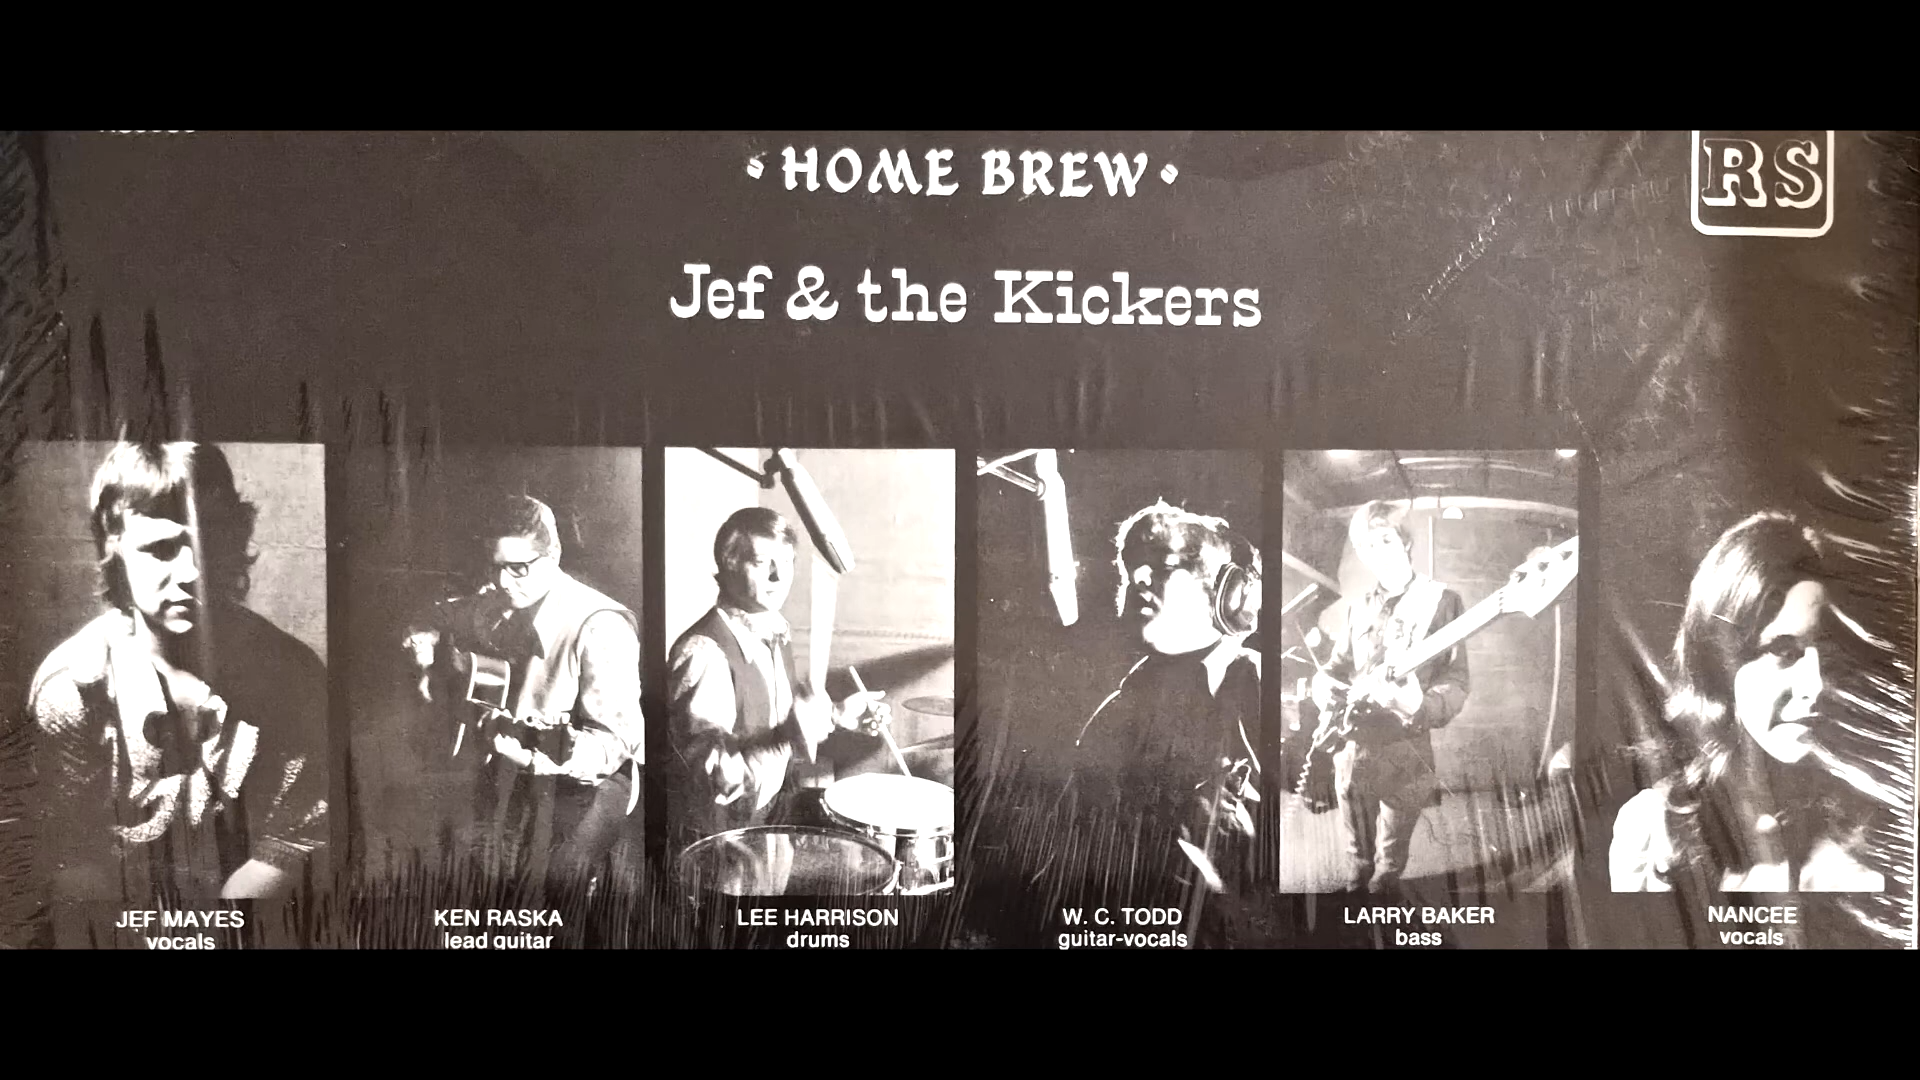 HOME BREW
RS
Jef & the Kickers
JEF MAYES
vocals
KEN RASKA
lead guitar
LEE HARRISON
drums
W. C. TODD
guitar-vocals
LARRY BAKER
bass
NANCEE
vocals